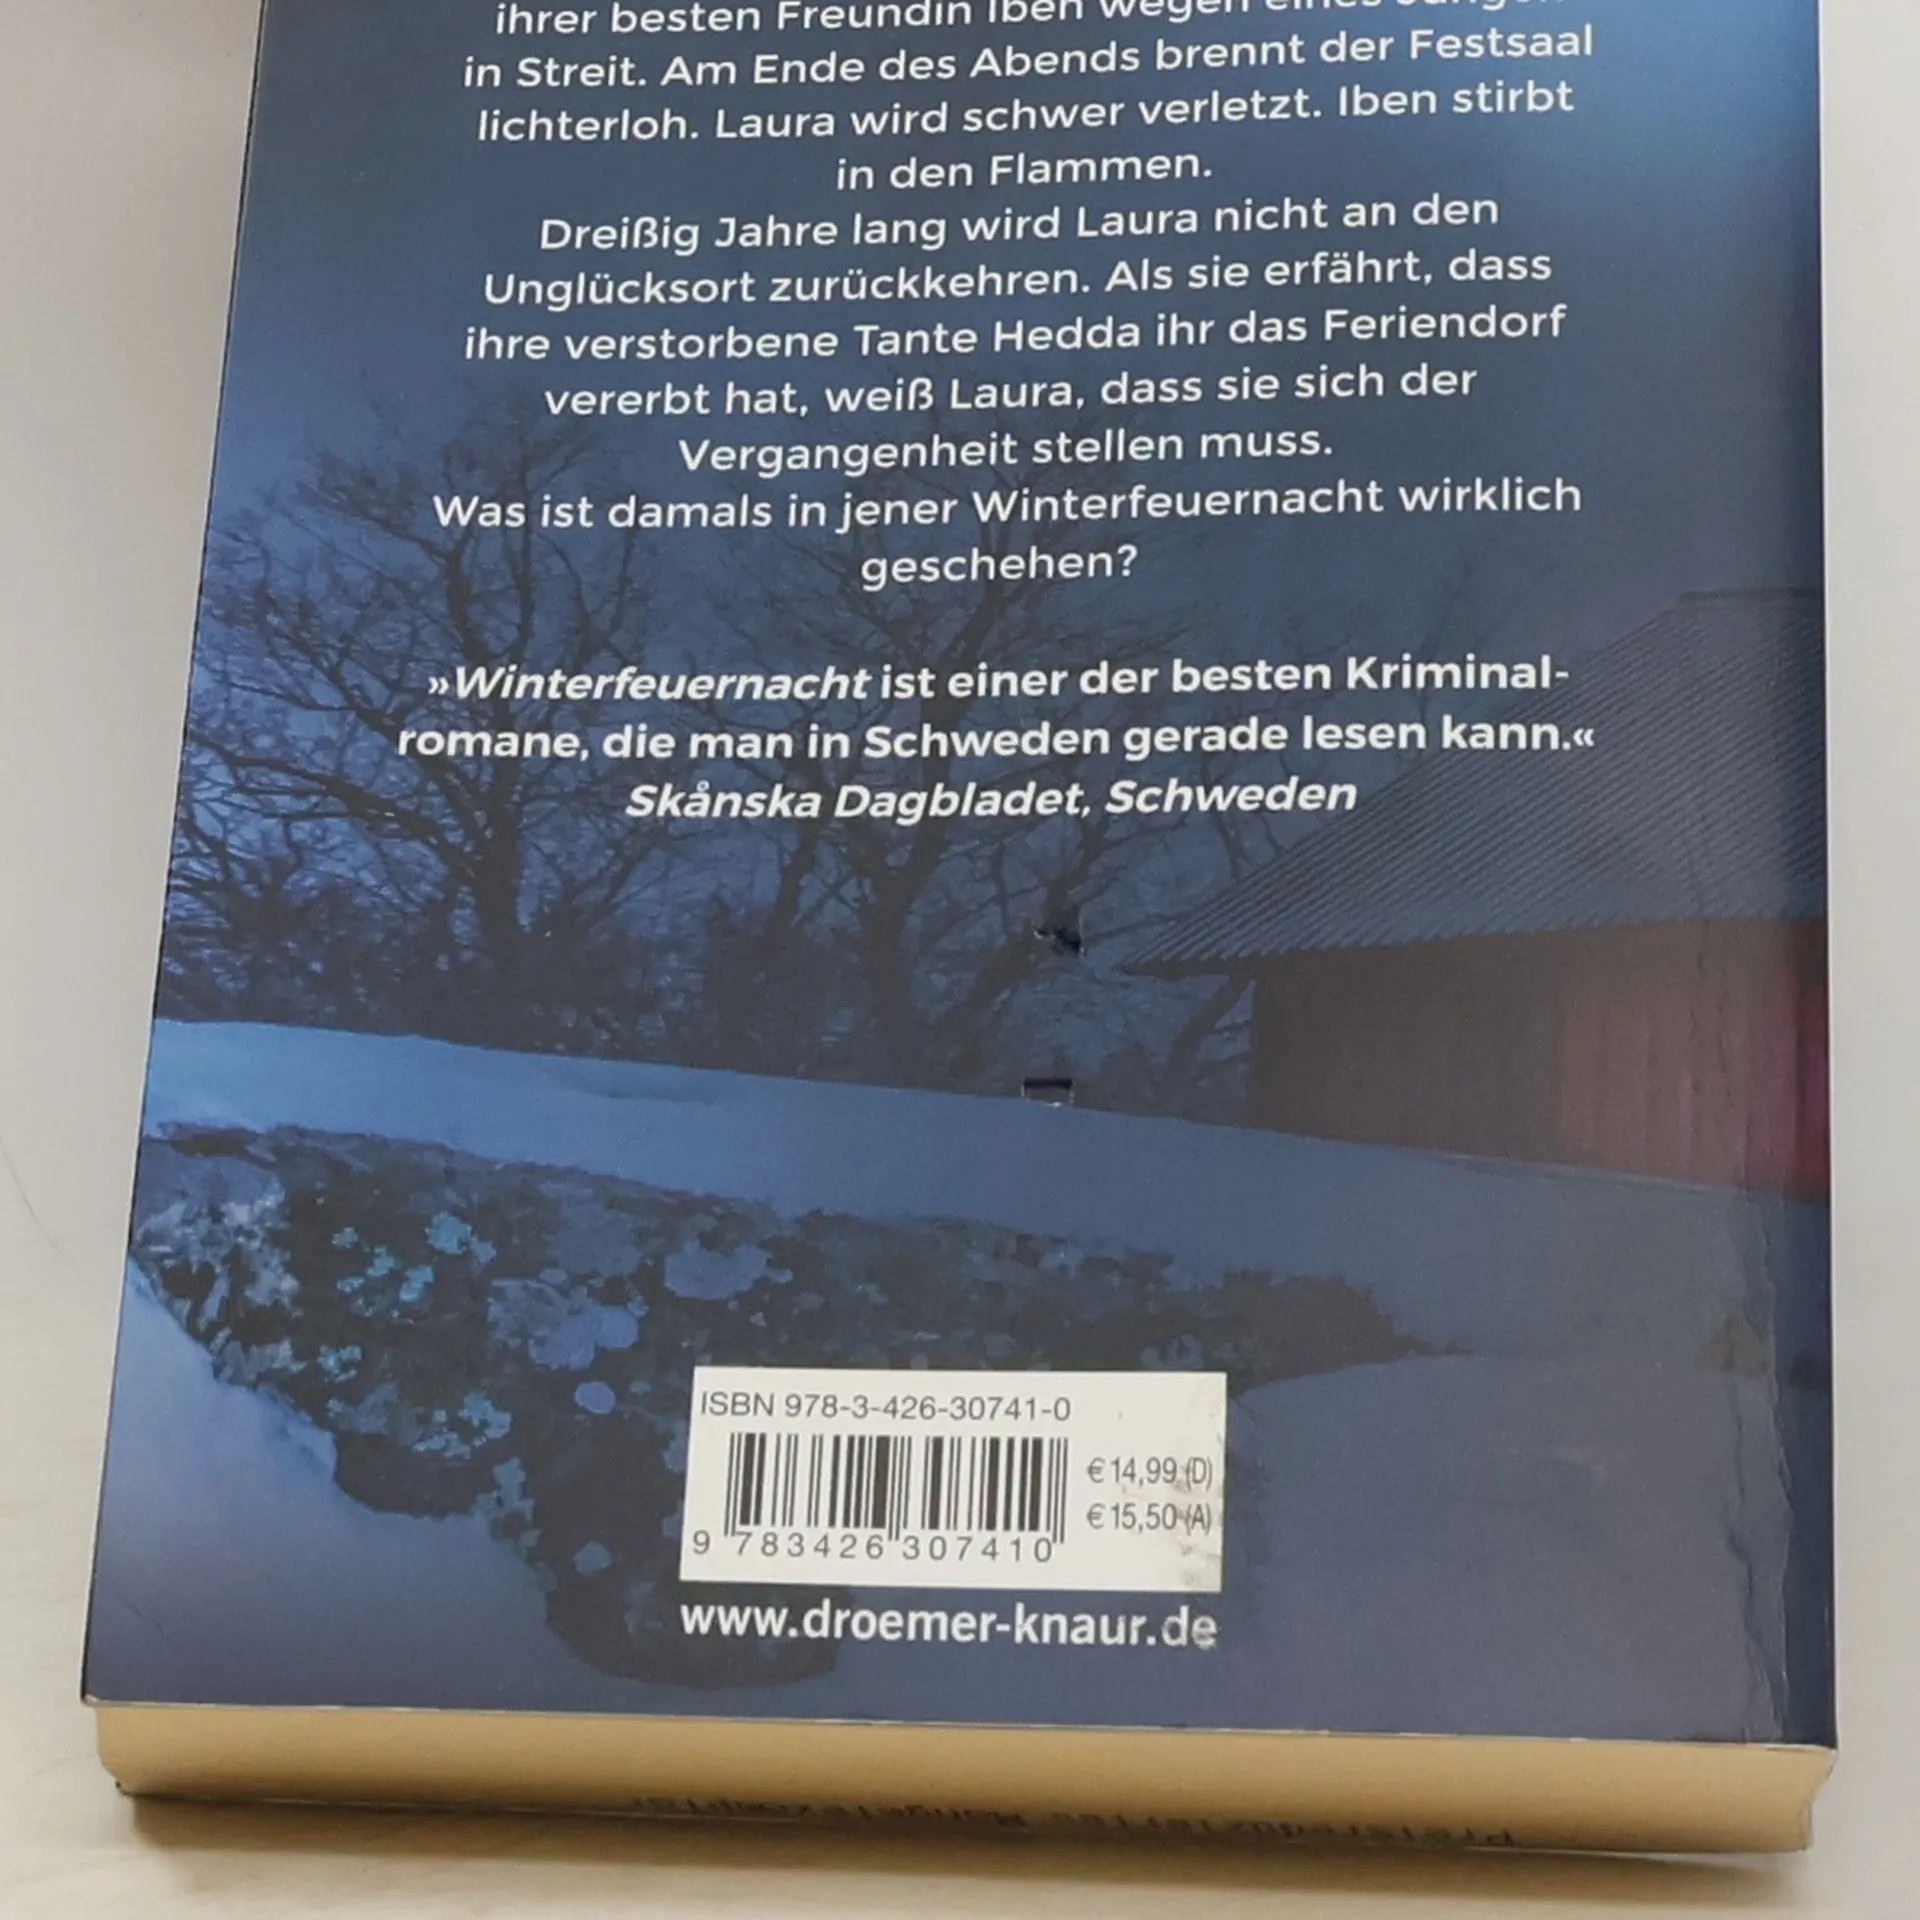 ihrer besten Freundin Iben wegen eines Jungen
in Streit. Am Ende des Abends brennt der Festsaal
lichterloh. Laura wird schwer verletzt. Iben stirbt
in den Flammen.
Dreißig Jahre lang wird Laura nicht an den
Unglücksort zurückkehren. Als sie erfährt, dass
ihre verstorbene Tante Hedda ihr das Feriendorf
vererbt hat, weiß Laura, dass sie sich der
Vergangenheit stellen muss.
Was ist damals in jener Winterfeuernacht wirklich
geschehen?
»Winterfeuernacht ist einer der besten Kriminal-
romane, die man in Schweden gerade lesen kann.«
Skånska Dagbladet, Schweden
ISBN 978-3-426-30741-0
€ 14,99 (D)
€ 15,50 (A)
9 783426 307410
www.droemer-knaur.de
Preisreduziertes Mängelexemplar